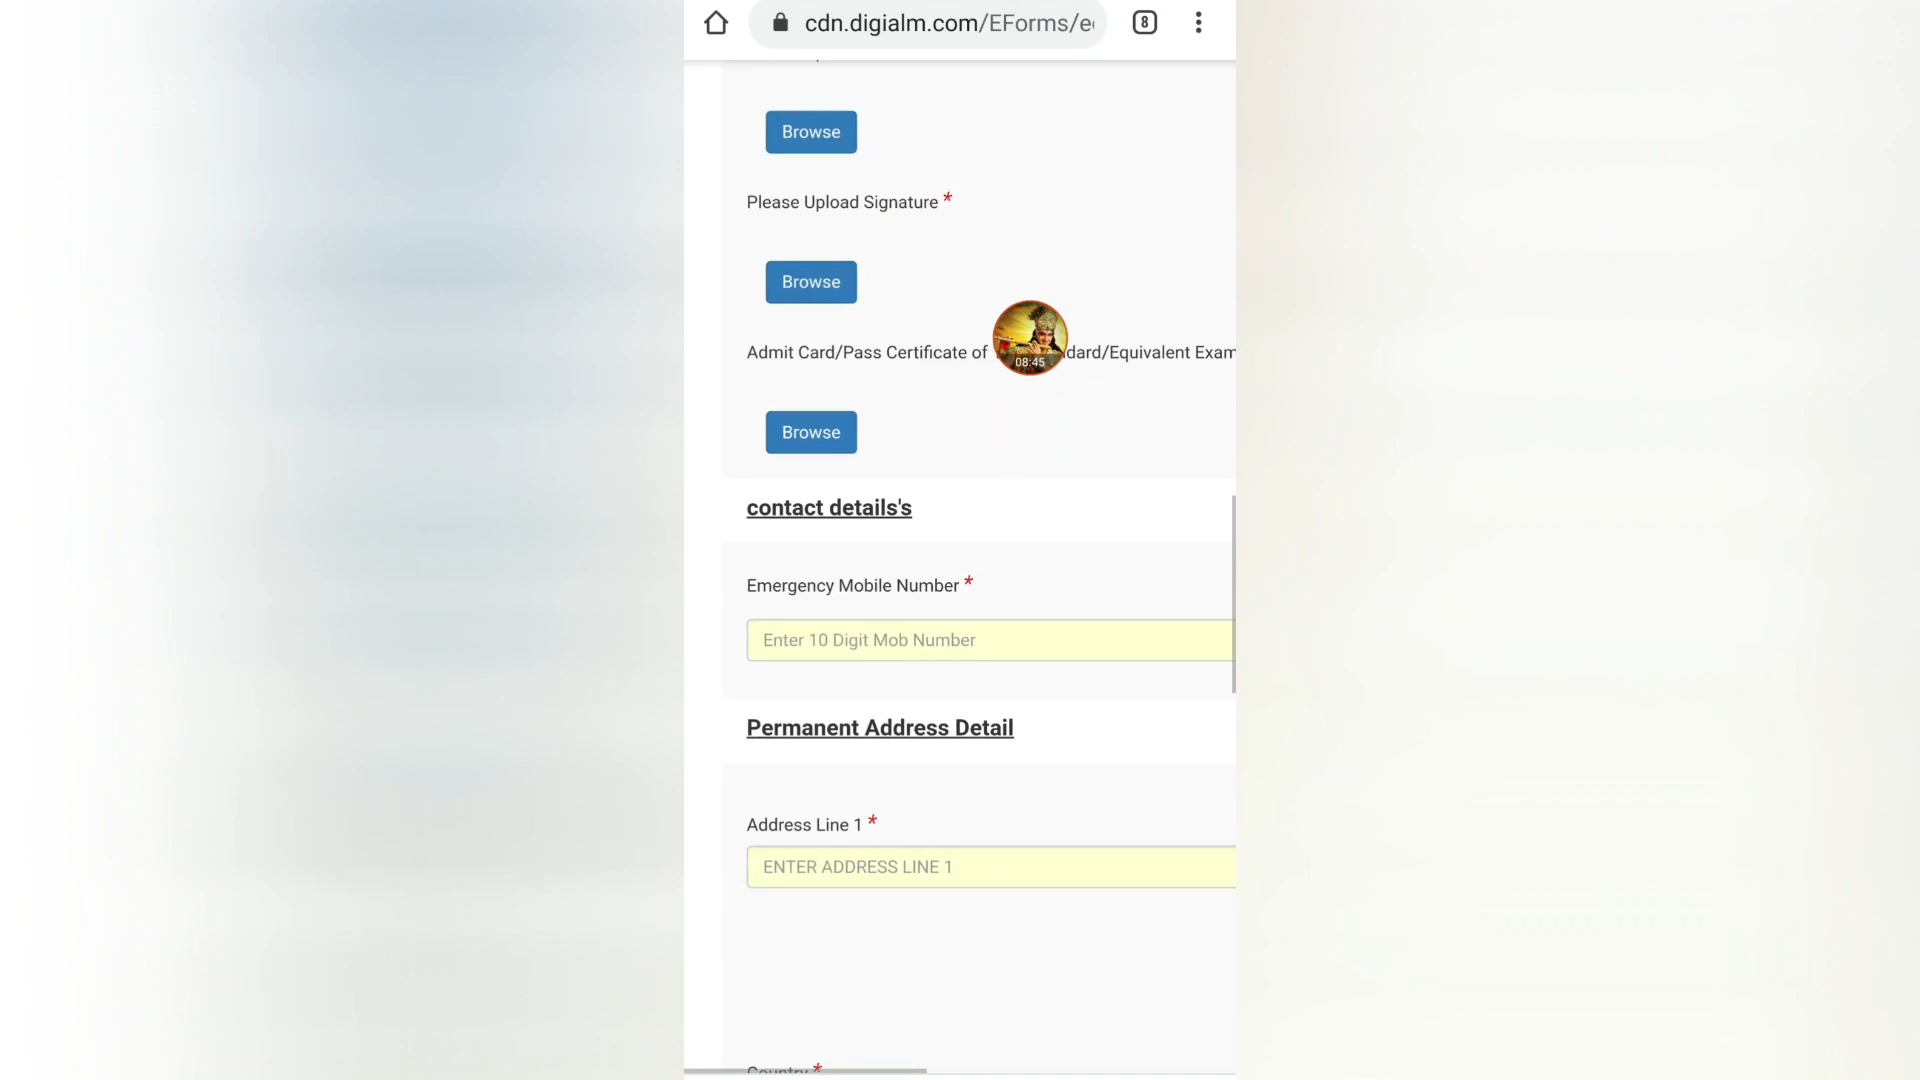 cdn.digialm.com/EForms/e
8
Browse
Please Upload Signature *
Browse
Admit Card/Pass Certificate of dard/Equivalent Exam
08:45
Browse
contact details's
Emergency Mobile Number *
Enter 10 Digit Mob Number
Permanent Address Detail
Address Line 1 *
ENTER ADDRESS LINE 1
Country *